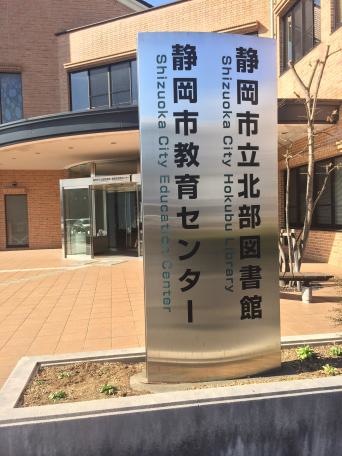 静岡市立北部図書館
Shizuoka City Hokubu Library
静岡市教育センター
Shizuoka City Education Center